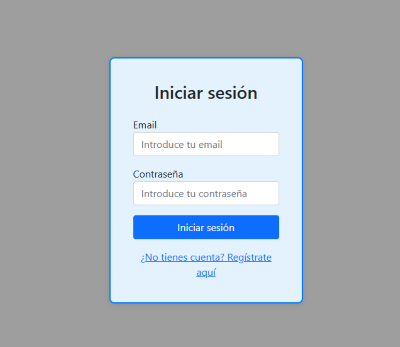 Iniciar sesión
Email
Introduce tu email
Contraseña
Introduce tu contraseña
Iniciar sesión
¿No tienes cuenta? Regístrate
aquí